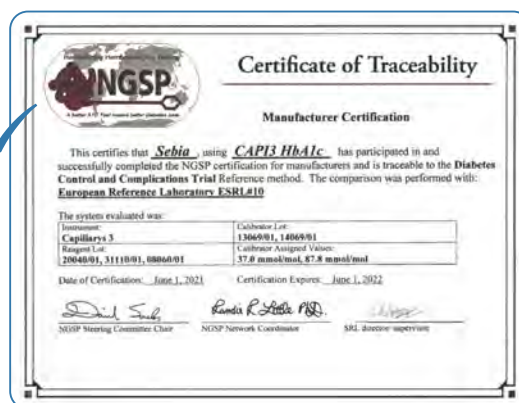 NGSP
A better A1C Test means better diabetes care
Certificate of Traceability
Manufacturer Certification
This certifies that Sebia , using CAPI3 HbA1c has participated in and
successfully completed the NGSP certification for manufacturers and is traceable to the Diabetes
Control and Complications Trial Reference method. The comparison was performed with:
European Reference Laboratory ESRL#10
The system evaluated was:
Instrument: Calibrator Lot:
Capillarys 3 13069/01, 14069/01
Reagent Lot: Calibrator Assigned Values:
20040/01, 31110/01, 08060/01 37.0 mmol/mol, 87.8 mmol/mol
Date of Certification: June 1, 2021 Certification Expires: June 1, 2022
Randie R. Little PhD.
NGSP Steering Committee Chair NGSP Network Coordinator SRL director/supervisor